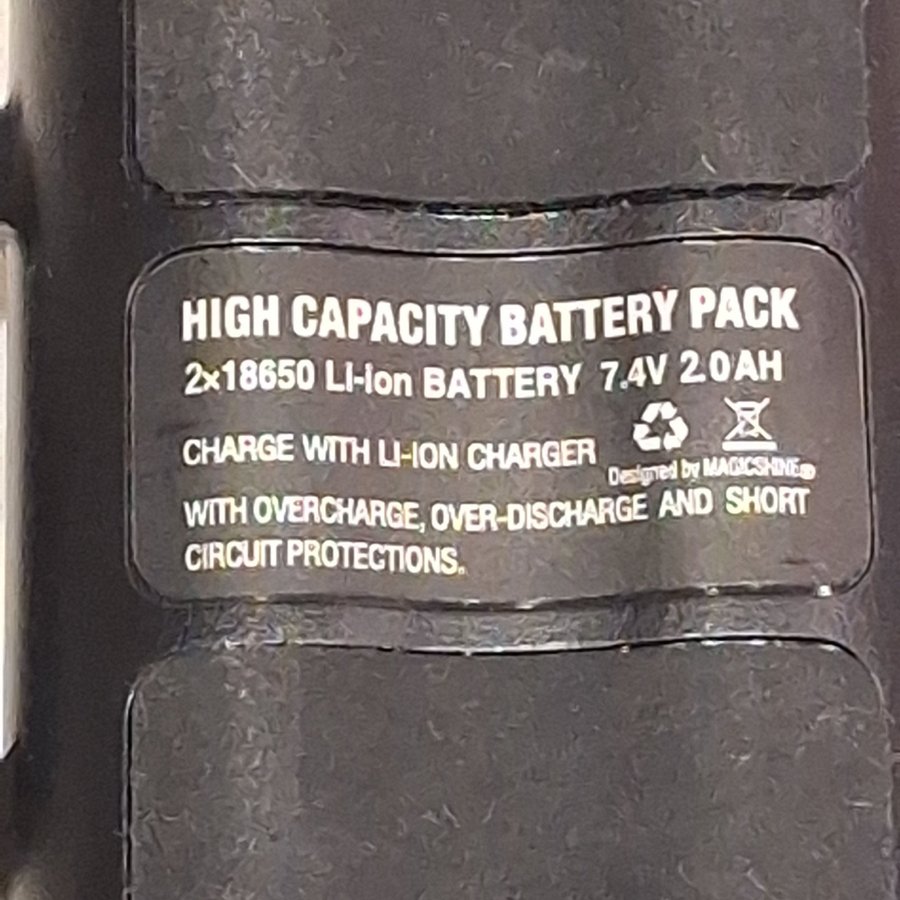 HIGH CAPACITY BATTERY PACK
2×18650 LI-Ion BATTERY 7.4V 2.0AH
CHARGE WITH LI-ION CHARGER
Designed by MAGICSHINE®
WITH OVERCHARGE, OVER-DISCHARGE AND SHORT
CIRCUIT PROTECTIONS.